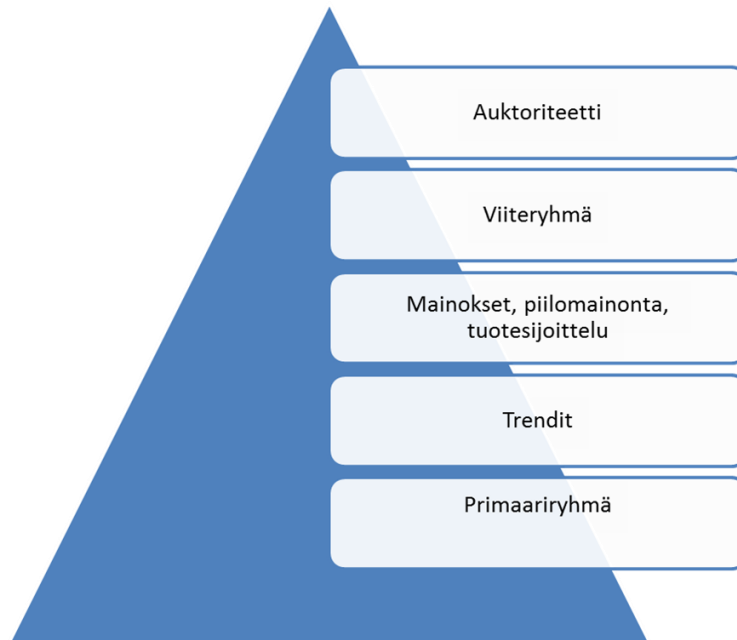 Auktoriteetti
Viiteryhmä
Mainokset, piilomainonta,
tuotesijoittelu
Trendit
Primaariryhmä